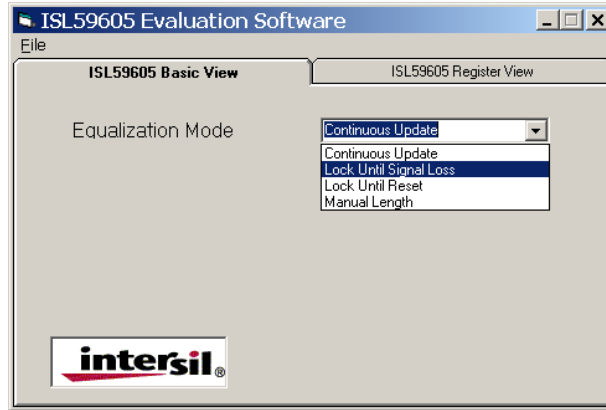 ISL59605 Evaluation Software
File
ISL59605 Basic View
ISL59605 Register View
Equalization Mode
Continuous Update
Continuous Update
Lock Until Signal Loss
Lock Until Reset
Manual Length
intersil®